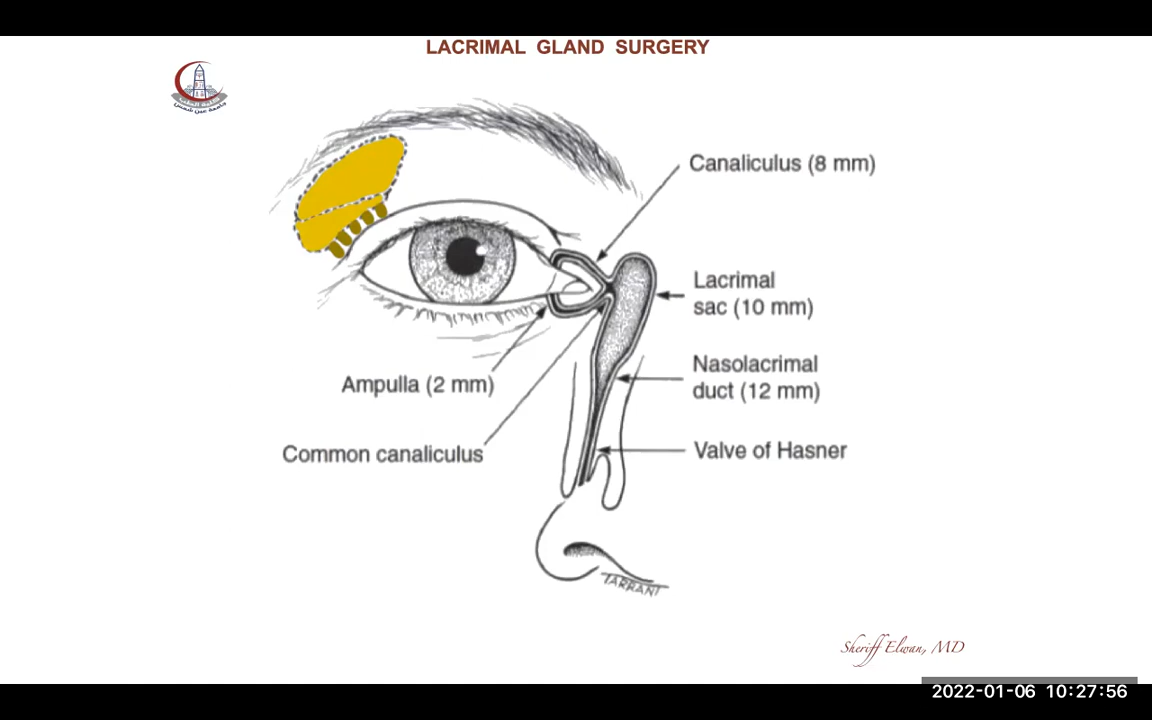 LACRIMAL GLAND SURGERY
Canaliculus (8 mm)
Lacrimal
sac (10 mm)
Nasolacrimal
duct (12 mm)
Ampulla (2 mm)
Common canaliculus
Valve of Hasner
TARRANT
Sheriff Elwan, MD
2022-01-06 10:27:56